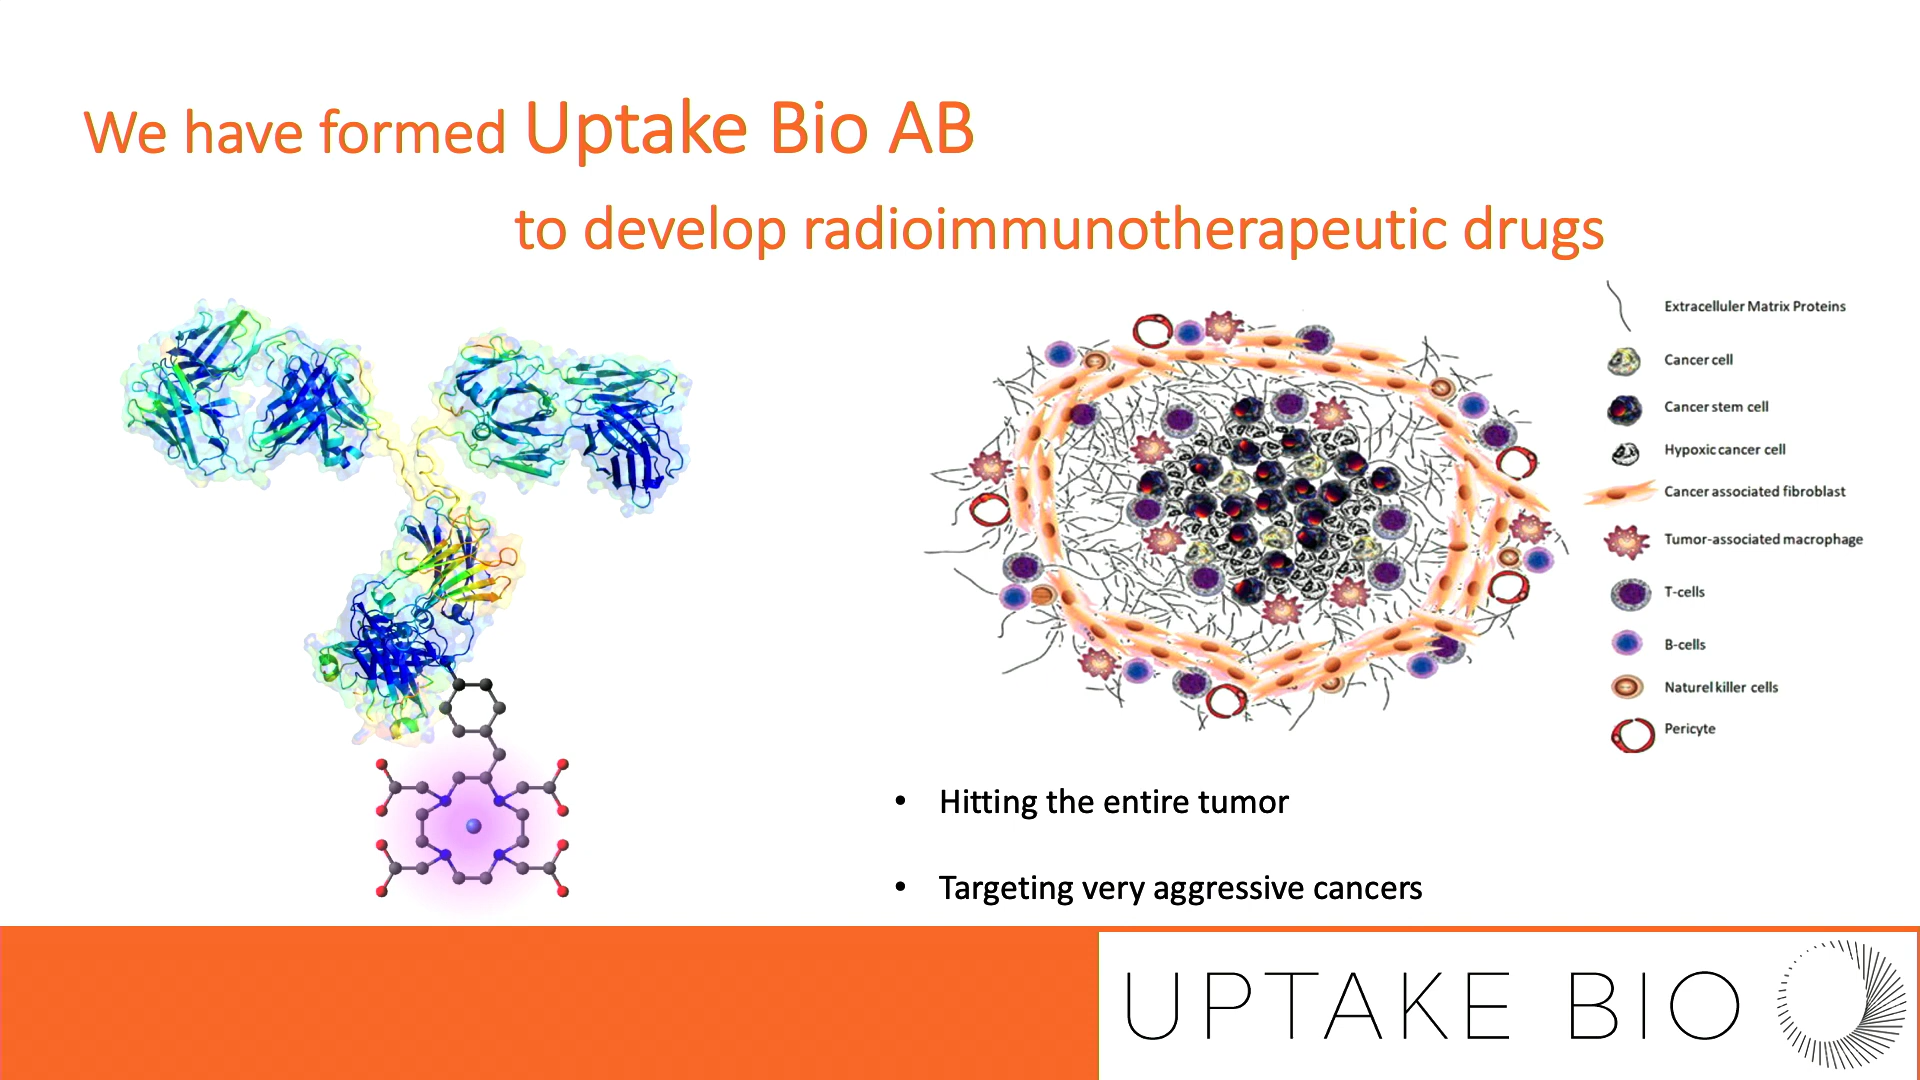 We have formed Uptake Bio AB
to develop radioimmunotherapeutic drugs
Extracelluler Matrix Proteins
Cancer cell
Cancer stem cell
Hypoxic cancer cell
Cancer associated fibroblast
Tumor-associated macrophage
T-cells
B-cells
Naturel killer cells
Pericyte
• Hitting the entire tumor
• Targeting very aggressive cancers
UPTAKE BIO